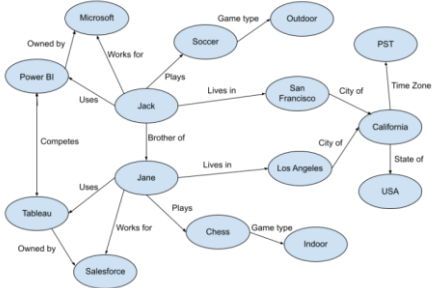 Microsoft
Game type
Outdoor
Owned by
Soccer
PST
Works for
Power BI
Plays
Time Zone
Lives in
San
Francisco
City of
Uses
Jack
California
Competes
Brother of
City of
Lives in
Los Angeles
State of
Jane
Uses
USA
Plays
Tableau
Works for
Chess
Game type
Indoor
Owned by
Salesforce